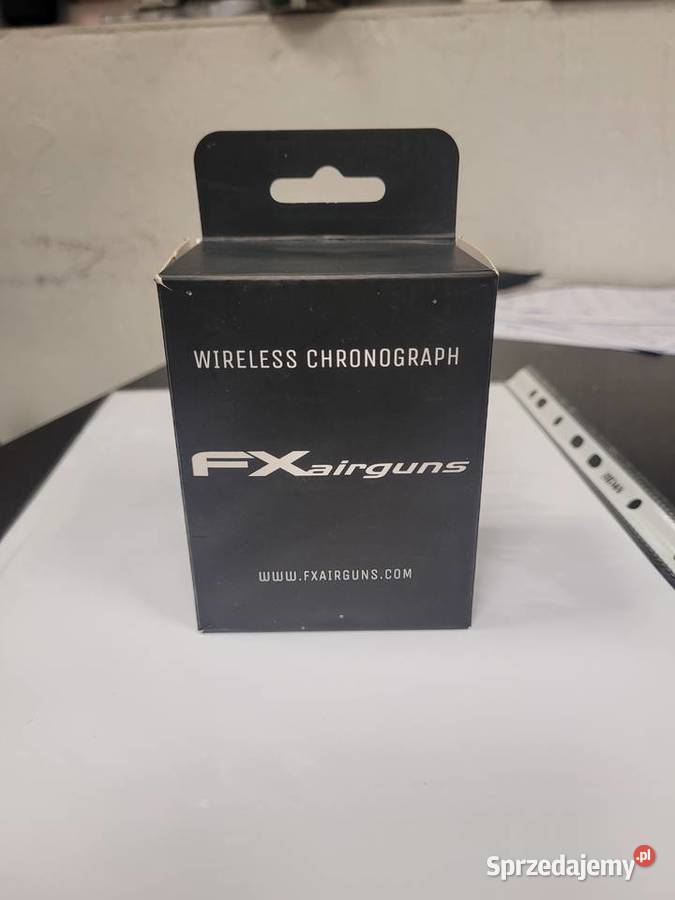 WIRELESS CHRONOGRAPH
FXairguns
WWW.FXAIRGUNS.COM
Sprzedajemy.pl